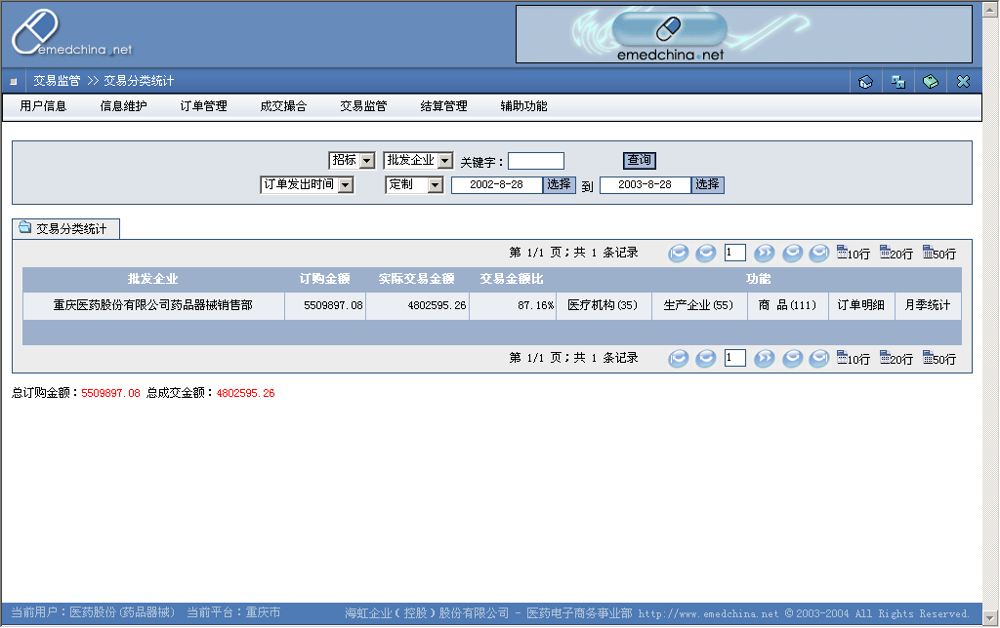 emedchina.net
emedchina.net
交易监管 >> 交易分类统计
用户信息 信息维护 订单管理 成交撮合 交易监管 结算管理 辅助功能
招标 批发企业 关键字： 查询
订单发出时间 定制 2002-8-28 选择 到 2003-8-28 选择
交易分类统计
第 1/1 页；共 1 条记录 1 10行 20行 50行
批发企业 订购金额 实际交易金额 交易金额比 功能
重庆医药股份有限公司药品器械销售部 5509897.08 4802595.26 87.16% 医疗机构(35) 生产企业(55) 商 品(111) 订单明细 月季统计
第 1/1 页；共 1 条记录 1 10行 20行 50行
总订购金额：5509897.08 总成交金额：4802595.26
当前用户：医药股份(药品器械) 当前平台：重庆市 海虹企业(控股)股份有限公司 - 医药电子商务事业部 http://www.emedchina.net ©2003-2004 All Rights Reserved.